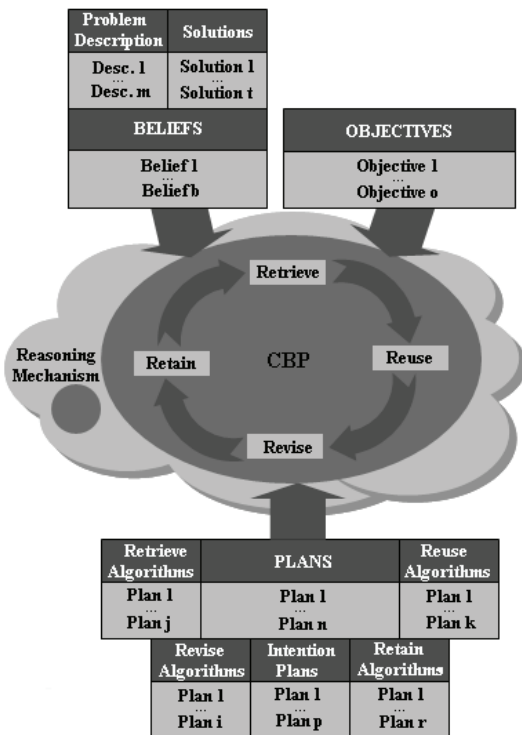 Problem
Description
Solutions
Desc. 1
...
Desc. m
Solution 1
...
Solution t
BELIEFS
Belief 1
...
Belief b
OBJECTIVES
Objective 1
...
Objective o
Retrieve
Reasoning
Mechanism
Retain
CBP
Reuse
Revise
Retrieve
Algorithms
PLANS
Reuse
Algorithms
Plan 1
...
Plan j
Plan 1
...
Plan n
Plan 1
...
Plan k
Revise
Algorithms
Intention
Plans
Retain
Algorithms
Plan 1
...
Plan i
Plan 1
...
Plan p
Plan 1
...
Plan r